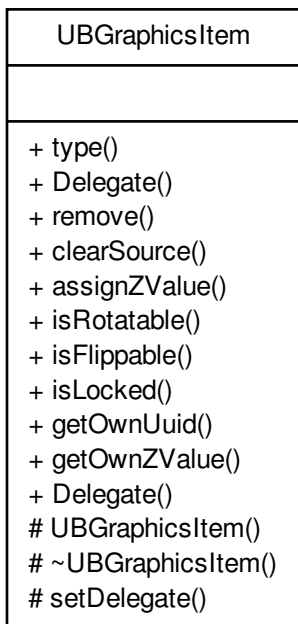 UBGraphicsItem
+ type()
+ Delegate()
+ remove()
+ clearSource()
+ assignZValue()
+ isRotatable()
+ isFlippable()
+ isLocked()
+ getOwnUuid()
+ getOwnZValue()
+ Delegate()
# UBGraphicsItem()
# ~UBGraphicsItem()
# setDelegate()